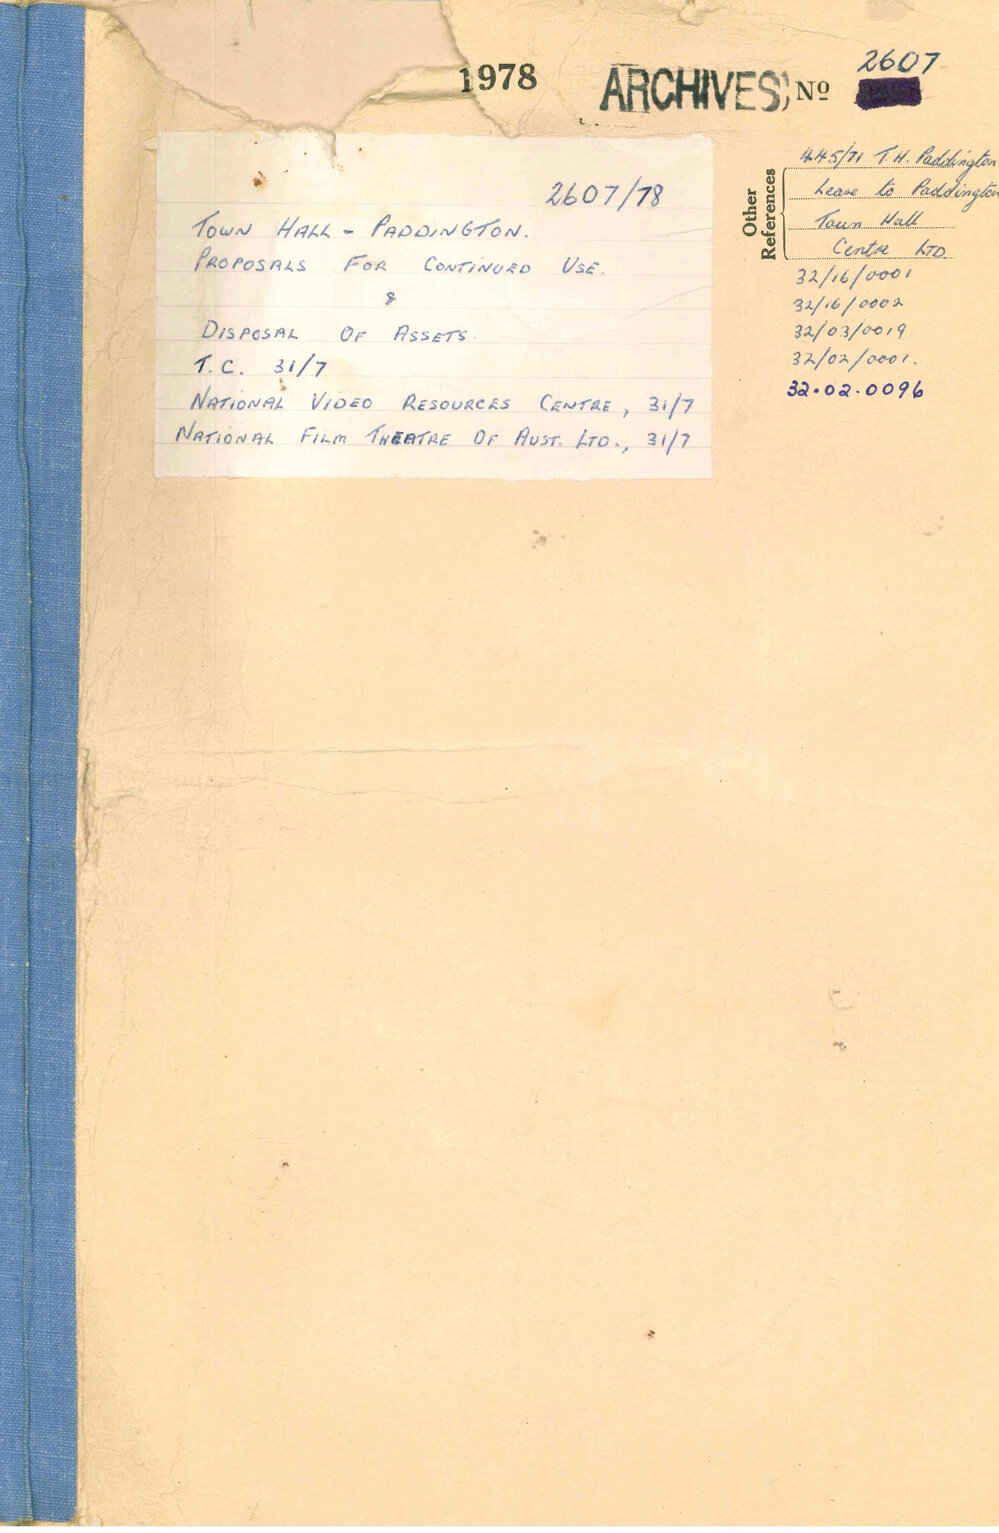 2607
1978 ARCHIVES; Nº
2607/78
TOWN HALL - PADDINGTON.
PROPOSALS FOR CONTINUED USE.
&
DISPOSAL OF ASSETS.
T.C. 31/7
NATIONAL VIDEO RESOURCES CENTRE, 31/7
NATIONAL FILM THEATRE OF AUST. LTD., 31/7
Other
References
445/71 T.H. Paddington
Lease to Paddington
Town Hall
Centre LTD
32/16/0001
32/16/0002
32/03/0019
32/02/0001.
32.02.0096